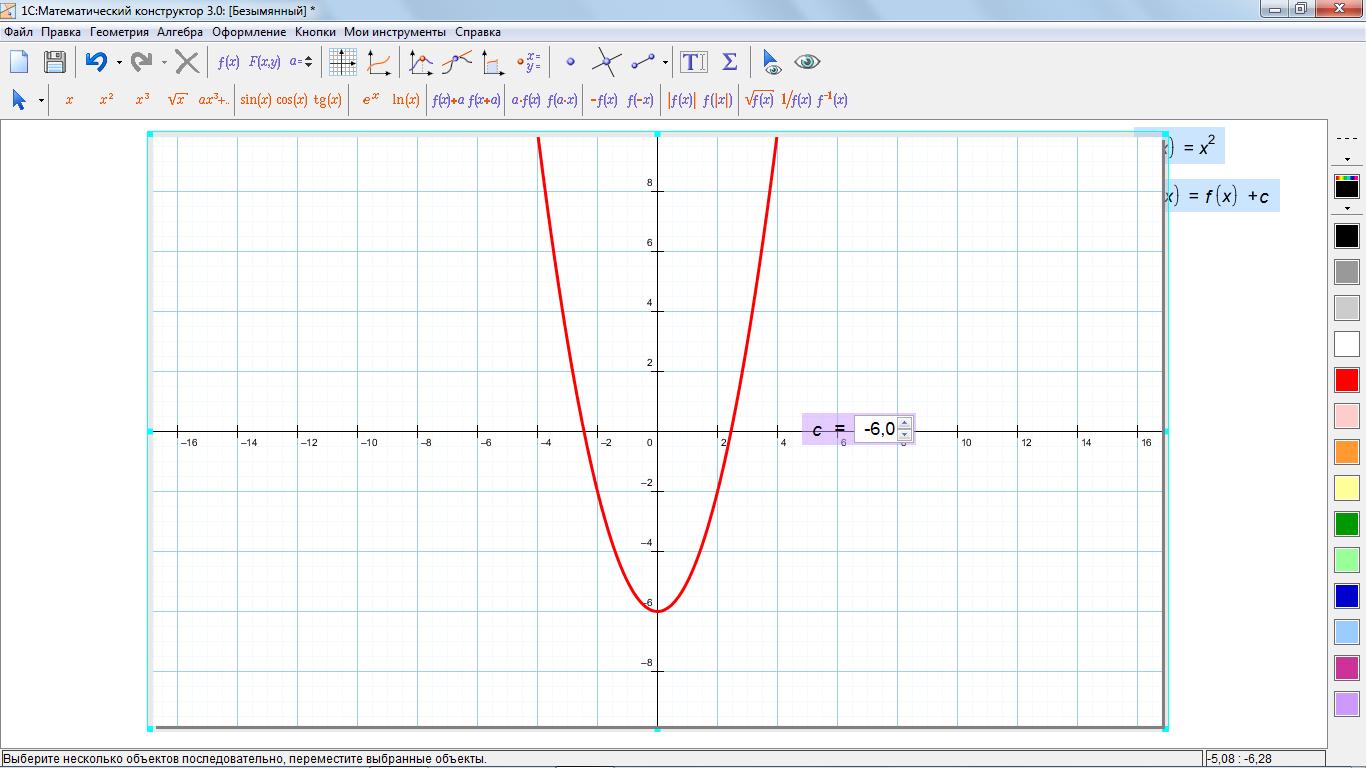 1С:Математический конструктор 3.0: [Безымянный] *
Файл Правка Геометрия Алгебра Оформление Кнопки Мои инструменты Справка
f(x) F(x,y) a= x= y= T Σ
x x² x³ √x ax³+.. sin(x) cos(x) tg(x) eˣ ln(x) f(x)+a f(x+a) a·f(x) f(a·x) -f(x) f(-x) |f(x)| f(|x|) √f(x) 1/f(x) f⁻¹(x)
x) = x²
x) = f(x) +c
8
6
4
2
c = -6,0
–16 –14 –12 –10 –8 –6 –4 –2 0 2 4 6 8 10 12 14 16
–2
–4
–6
–8
Выберите несколько объектов последовательно, переместите выбранные объекты.
-5,08 : -6,28